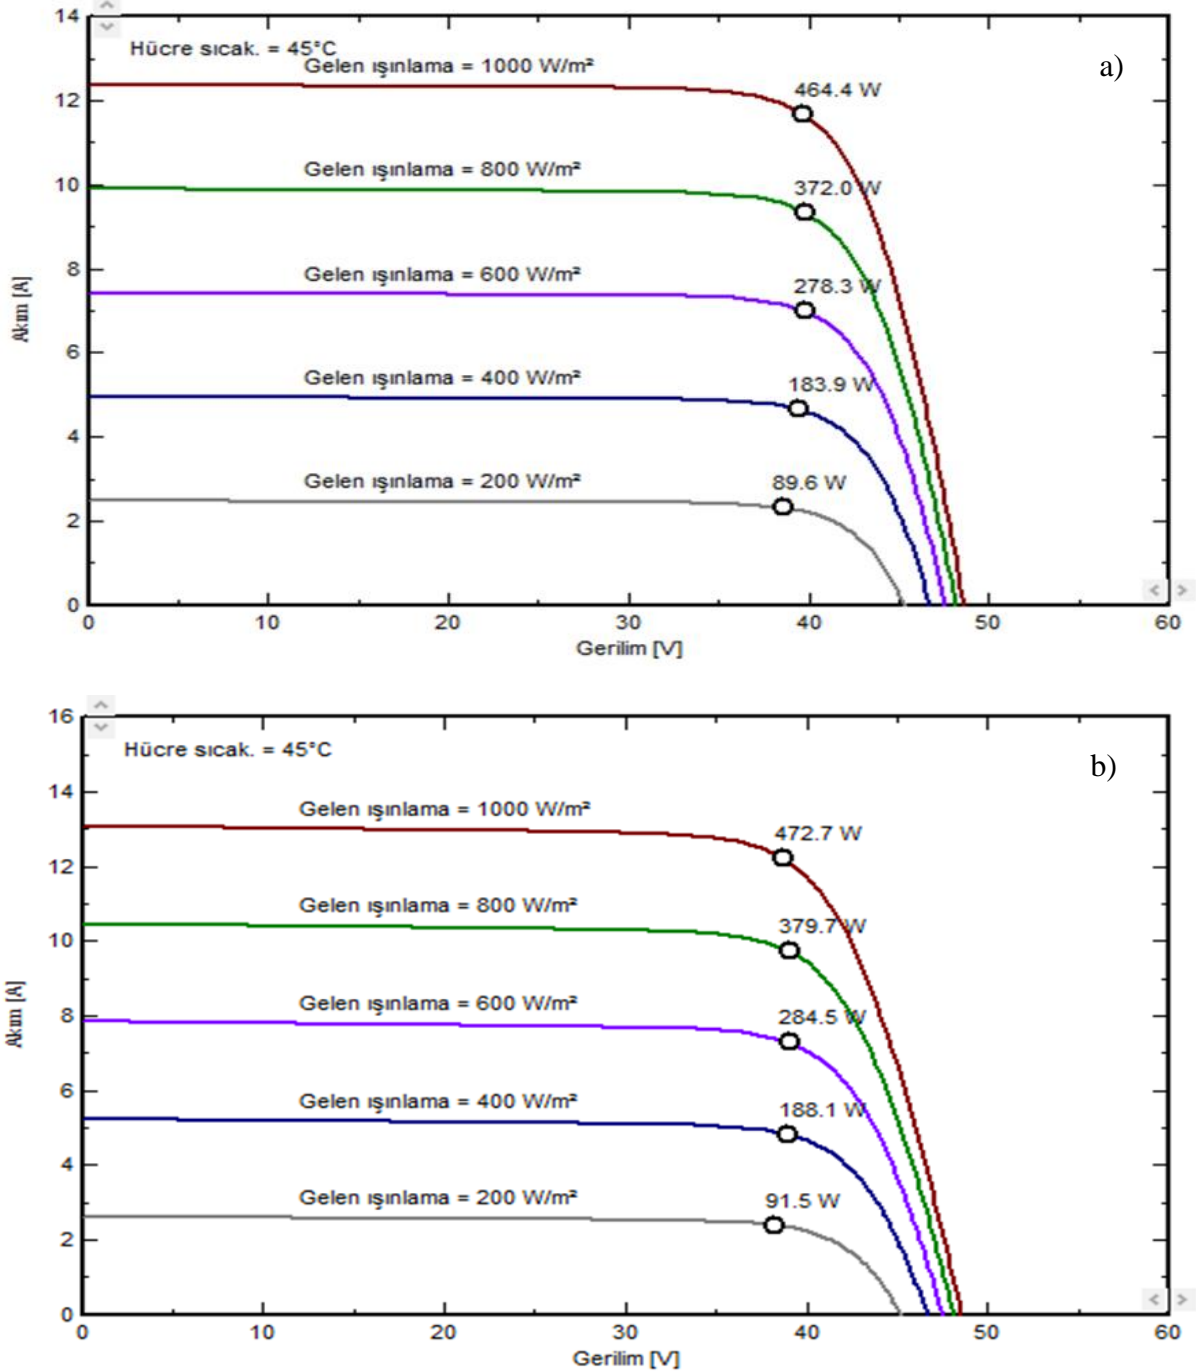 14
Hücre sıcak. = 45°C
Gelen ışınlama = 1000 W/m²
a)
464.4 W
12
Gelen ışınlama = 800 W/m²
372.0 W
10
Gelen ışınlama = 600 W/m²
278.3 W
8
Akım [A]
6
Gelen ışınlama = 400 W/m²
183.9 W
4
Gelen ışınlama = 200 W/m²
89.6 W
2
0
0 10 20 30 40 50 60
Gerilim [V]
16
Hücre sıcak. = 45°C
b)
14
Gelen ışınlama = 1000 W/m²
472.7 W
12
Gelen ışınlama = 800 W/m²
379.7 W
10
Gelen ışınlama = 600 W/m²
284.5 W
8
Akım [A]
6
Gelen ışınlama = 400 W/m²
188.1 W
4
Gelen ışınlama = 200 W/m²
91.5 W
2
0
0 10 20 30 40 50 60
Gerilim [V]